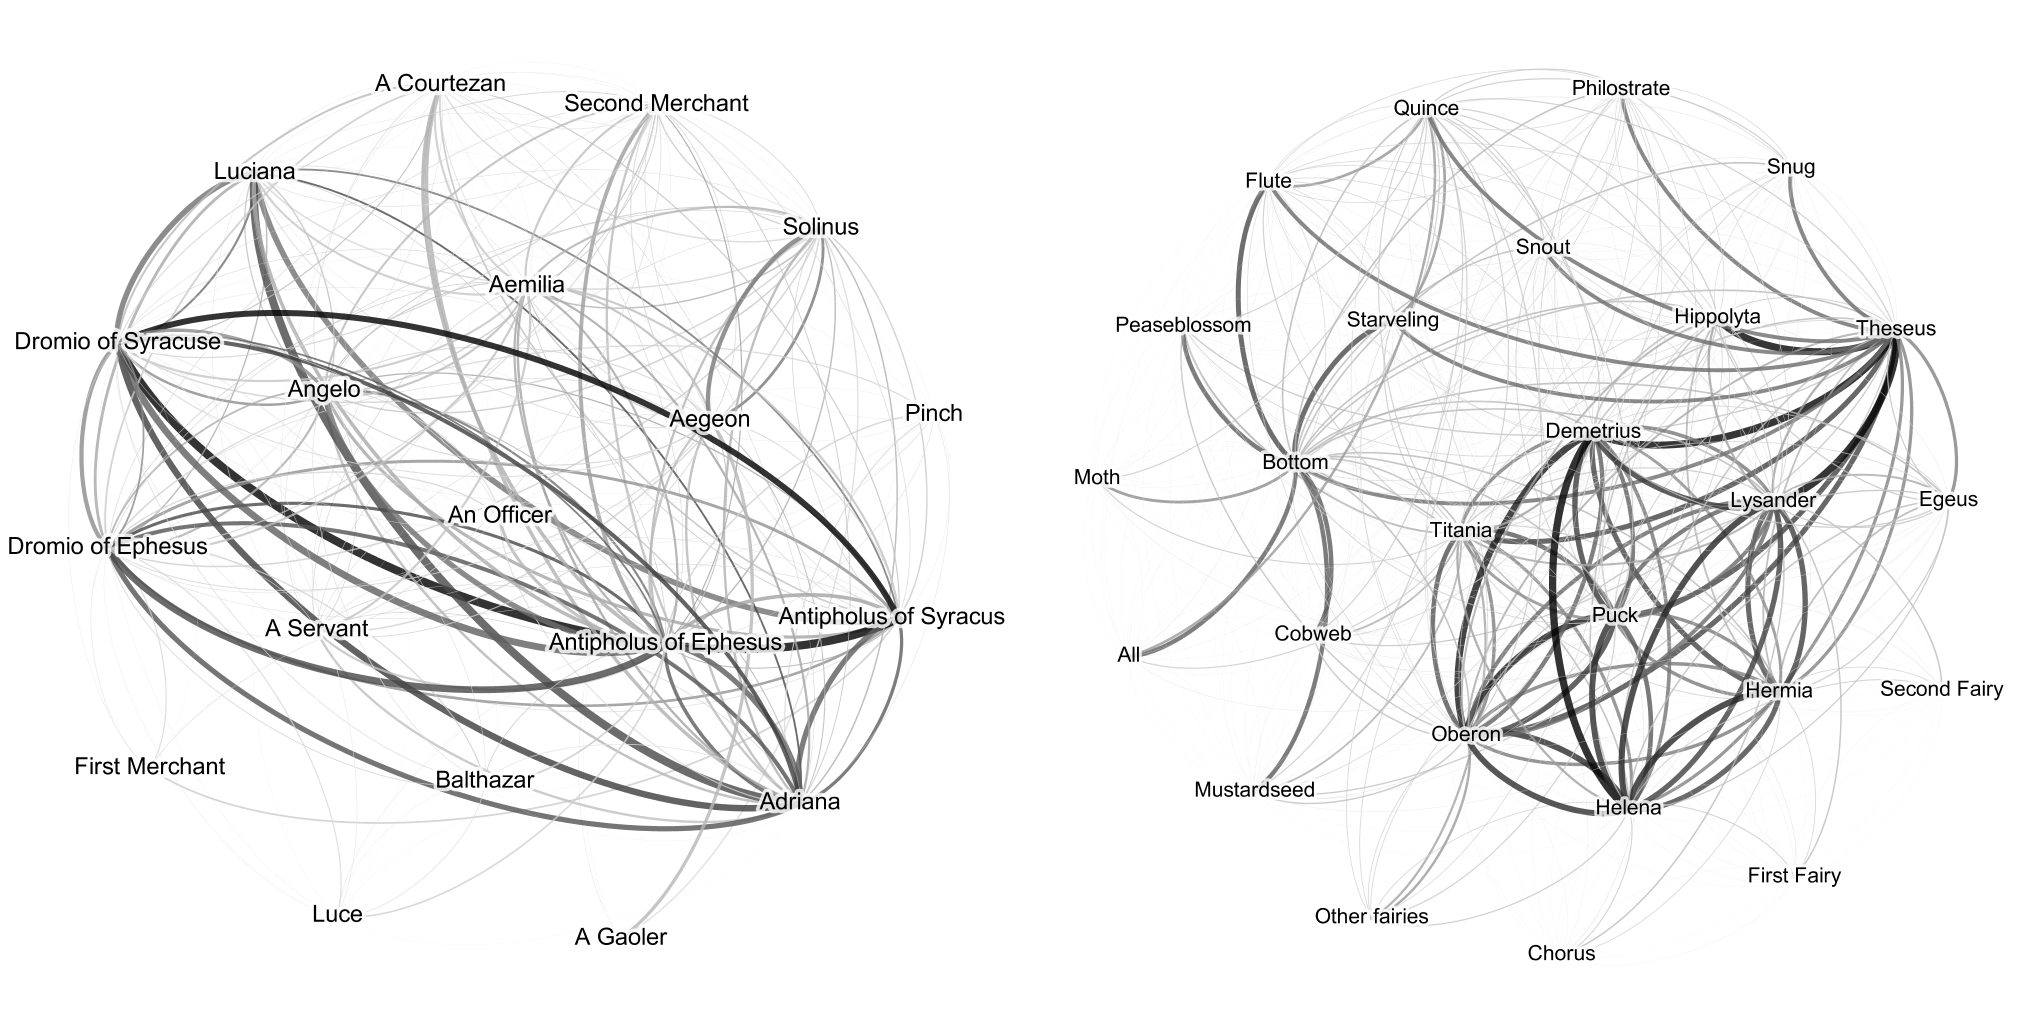 A Courtezan
Second Merchant
Luciana
Solinus
Aemilia
Dromio of Syracuse
Angelo
Aegeon
Pinch
An Officer
Dromio of Ephesus
A Servant
Antipholus of Syracus
Antipholus of Ephesus
First Merchant
Balthazar
Adriana
Luce
A Gaoler
Philostrate
Quince
Snug
Flute
Snout
Peaseblossom
Starveling
Hippolyta
Theseus
Demetrius
Bottom
Moth
Lysander
Egeus
Titania
Puck
Cobweb
All
Hermia
Second Fairy
Oberon
Mustardseed
Helena
First Fairy
Other fairies
Chorus